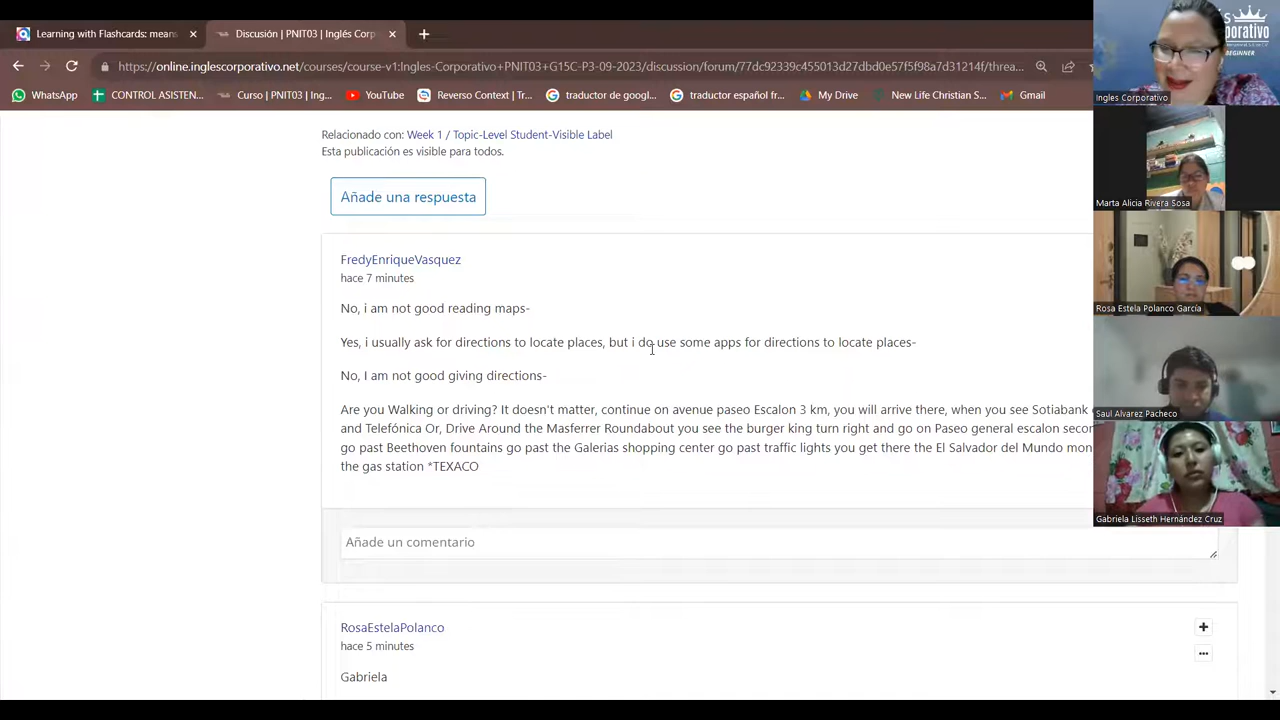 Learning with Flashcards: means
Discusión | PNIT03 | Inglés Corp
https://online.inglescorporativo.net/courses/course-v1:Ingles-Corporativo+PNIT03+G15C-P3-09-2023/discussion/forum/77dc92339c455013d27dbd0e57f5f98a7d31214f/threa...
WhatsApp
CONTROL ASISTEN...
Curso | PNIT03 | Ing...
YouTube
Reverso Context | Tr...
traductor de googl...
traductor español fr...
My Drive
New Life Christian S...
Gmail
Relacionado con: Week 1 / Topic-Level Student-Visible Label
Esta publicación es visible para todos.
Añade una respuesta
FredyEnriqueVasquez
hace 7 minutes
No, i am not good reading maps-
Yes, i usually ask for directions to locate places, but i do use some apps for directions to locate places-
No, I am not good giving directions-
Are you Walking or driving? It doesn't matter, continue on avenue paseo Escalon 3 km, you will arrive there, when you see Sotiabank
and Telefónica Or, Drive Around the Masferrer Roundabout you see the burger king turn right and go on Paseo general escalon secon
go past Beethoven fountains go past the Galerias shopping center go past traffic lights you get there the El Salvador del Mundo mon
the gas station *TEXACO
Añade un comentario
RosaEstelaPolanco
hace 5 minutes
Gabriela
BEGINNER
Ingles Corporativo
Marta Alicia Rivera Sosa
Rosa Estela Polanco García
Saul Alvarez Pacheco
Gabriela Lisseth Hernández Cruz